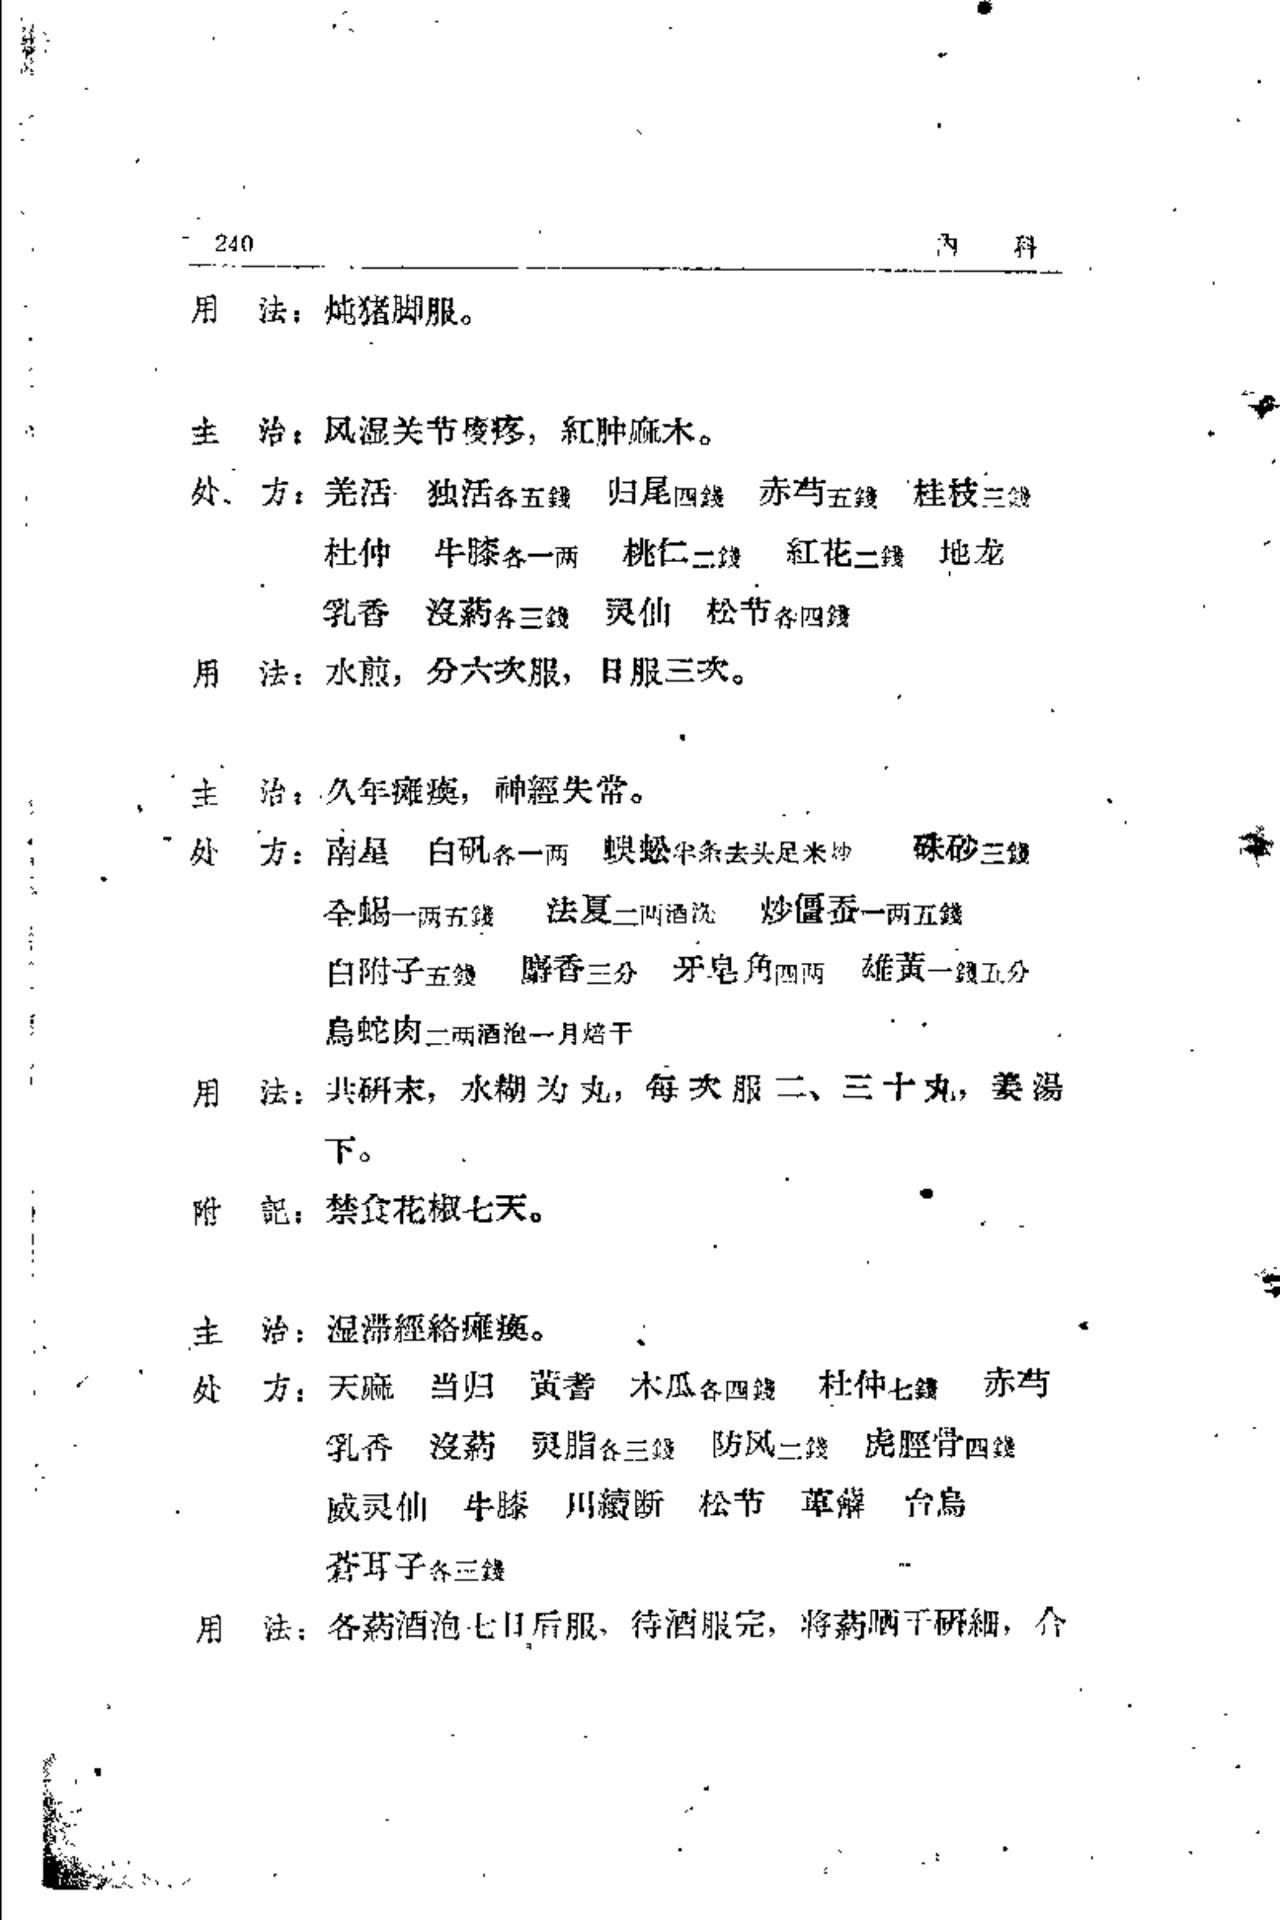 240 内 科
用 法：炖猪脚服。
主 治：风湿关节痠疼，紅肿麻木。
处 方：羌活 独活各五錢 归尾四錢 赤芍五錢 桂枝三錢
杜仲 牛膝各一两 桃仁二錢 紅花二錢 地龙
乳香 沒葯各三錢 灵仙 松节各四錢
用 法：水煎，分六次服，日服三次。
主 治：久年瘫痪，神經失常。
处 方：南星 白矾各一两 蜈蚣半条去头足米炒 硃砂三錢
全蝎一两五錢 法夏二两酒洗 炒僵蚕一两五錢
白附子五錢 麝香三分 牙皂角四两 雄黃一錢五分
烏蛇肉二两酒泡一月焙干
用 法：共研末，水糊为丸，每次服二、三十丸，姜湯
下。
附 記：禁食花椒七天。
主 治：湿滞經絡瘫痪。
处 方：天麻 当归 黃耆 木瓜各四錢 杜仲七錢 赤芍
乳香 沒葯 灵脂各三錢 防风二錢 虎脛骨四錢
威灵仙 牛膝 川續断 松节 萆薢 台烏
蒼耳子各三錢
用 法：各葯酒泡七日后服、待酒服完，将葯晒干研細，介